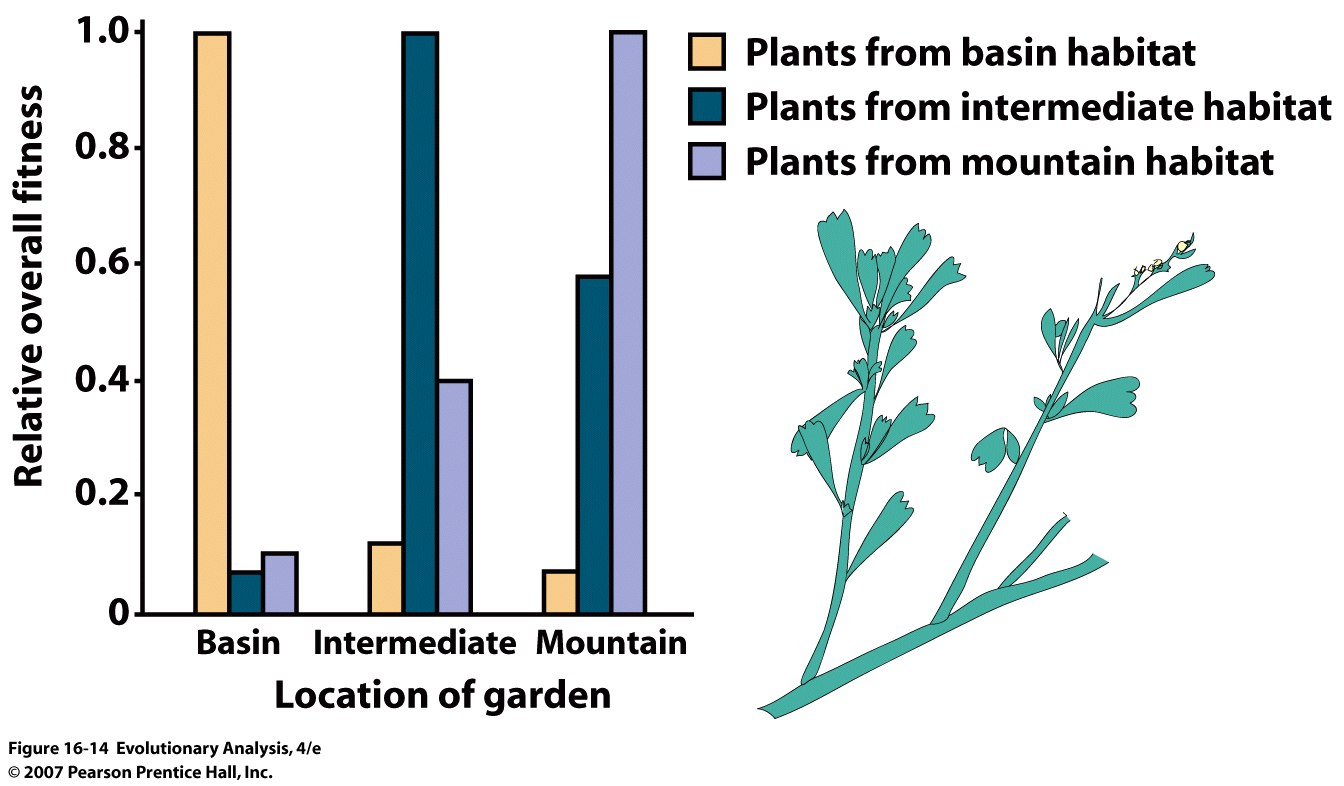 1.0
0.8
0.6
0.4
0.2
0
Relative overall fitness
Basin
Intermediate
Mountain
Location of garden
Plants from basin habitat
Plants from intermediate habitat
Plants from mountain habitat
Figure 16-14 Evolutionary Analysis, 4/e
© 2007 Pearson Prentice Hall, Inc.